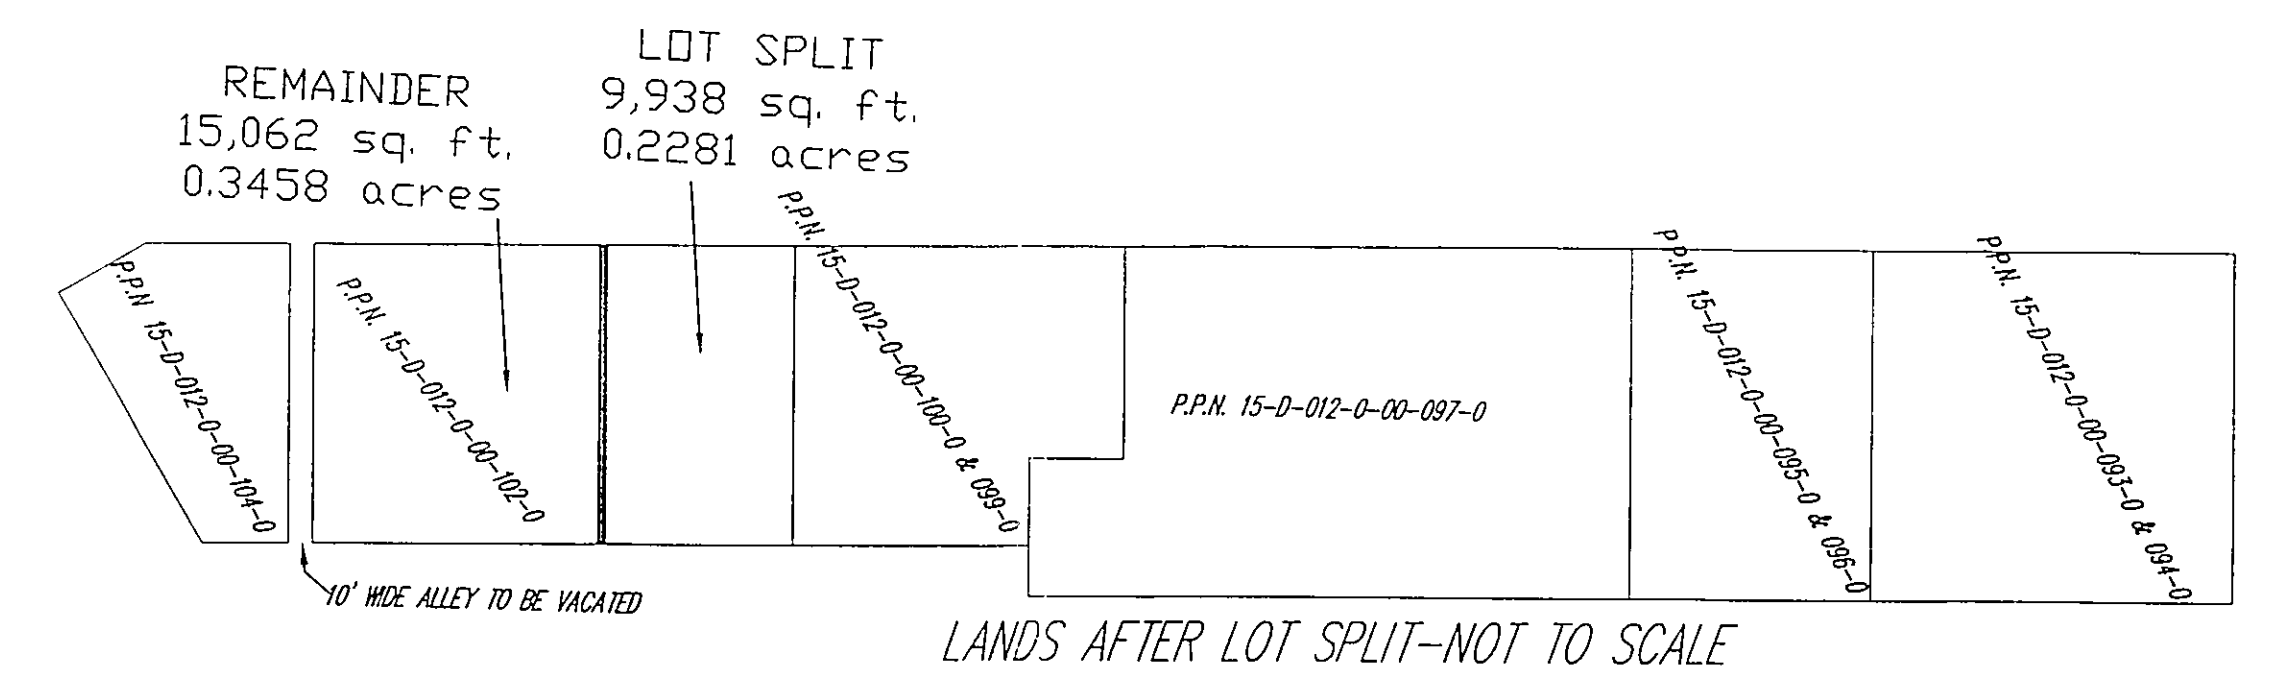 REMAINDER
15,062 sq. ft.
0.3458 acres
LOT SPLIT
9,938 sq. ft.
0.2281 acres
P.P.N 15-D-012-0-00-104-0
P.P.N. 15-D-012-0-00-102-0
P.P.N. 15-D-012-0-00-100-0 & 099-0
P.P.N. 15-D-012-0-00-097-0
P.P.N. 15-D-012-0-00-095-0 & 096-0
P.P.N. 15-D-012-0-00-093-0 & 094-0
10' WIDE ALLEY TO BE VACATED
LANDS AFTER LOT SPLIT-NOT TO SCALE